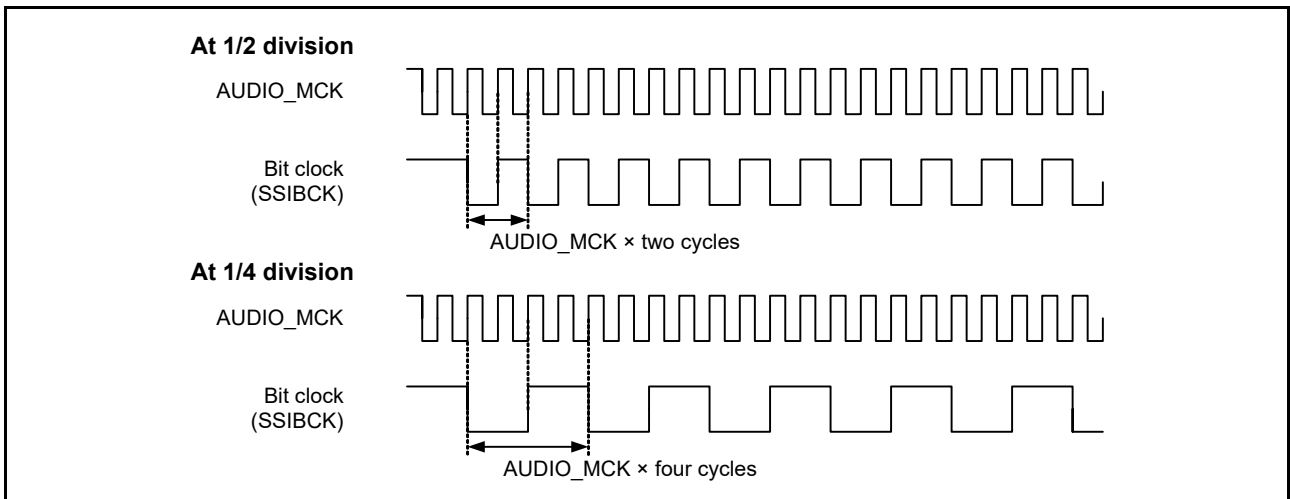 At 1/2 division
AUDIO_MCK
Bit clock
(SSIBCK)
AUDIO_MCK × two cycles
At 1/4 division
AUDIO_MCK
Bit clock
(SSIBCK)
AUDIO_MCK × four cycles